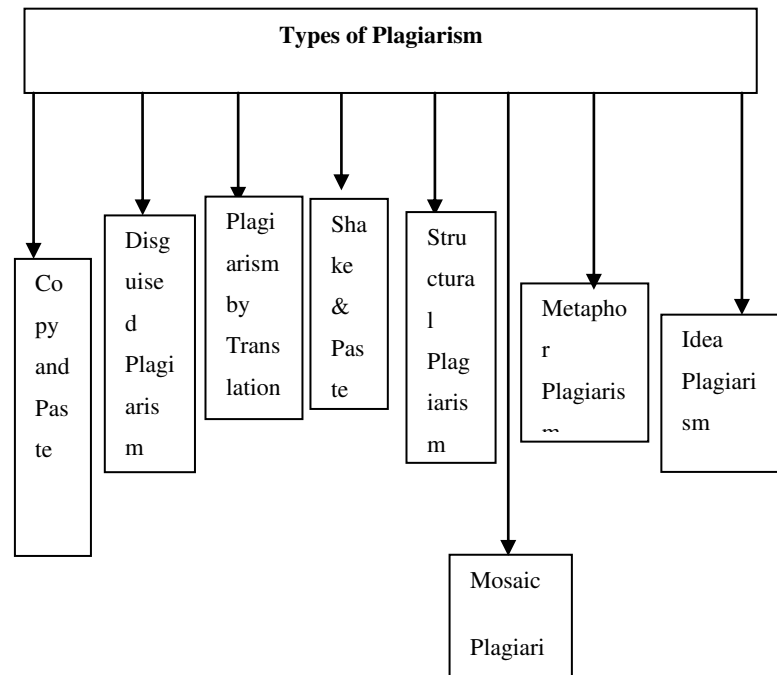 Types of Plagiarism
Co
py
and
Pas
te
Disg
uise
d
Plagi
aris
m
Plagi
arism
by
Trans
lation
Sha
ke
&
Pas
te
Stru
ctura
l
Plag
iaris
m
Metapho
r
Plagiaris
m
Idea
Plagiari
sm
Mosaic
Plagiari